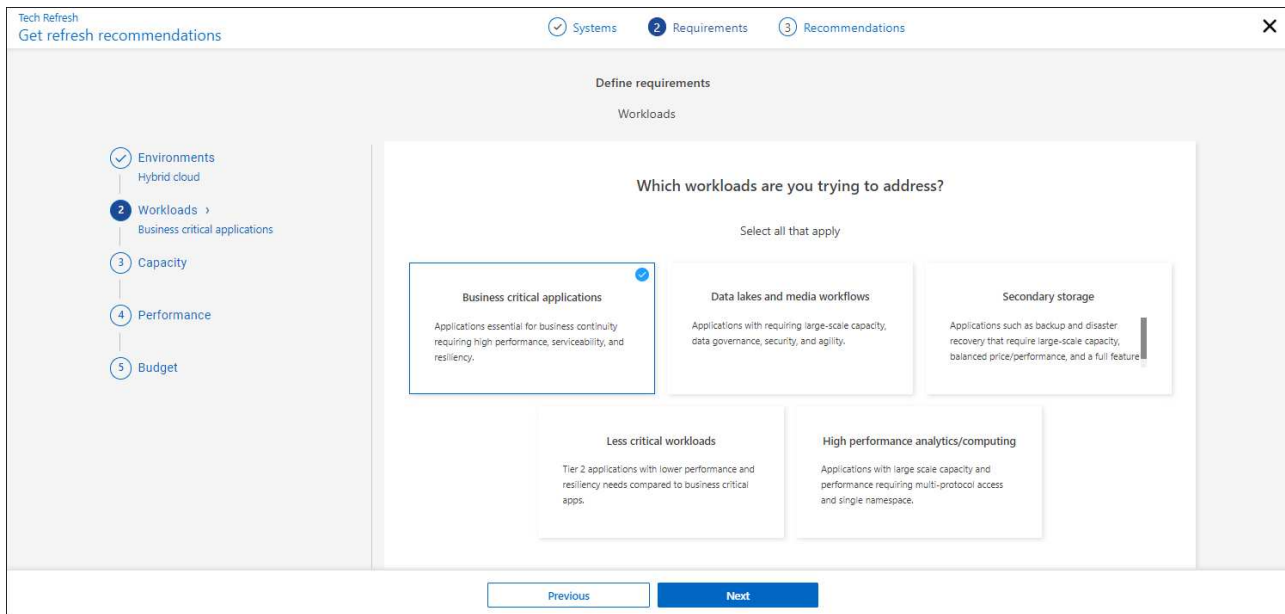 Tech Refresh
Get refresh recommendations
Systems
2 Requirements
3 Recommendations
Define requirements
Workloads
Environments
Hybrid cloud
2 Workloads ›
Business critical applications
3 Capacity
4 Performance
5 Budget
Which workloads are you trying to address?
Select all that apply
Business critical applications
Applications essential for business continuity
requiring high performance, serviceability, and
resiliency.
Data lakes and media workflows
Applications with requiring large-scale capacity,
data governance, security, and agility.
Secondary storage
Applications such as backup and disaster
recovery that require large-scale capacity,
balanced price/performance, and a full feature
Less critical workloads
Tier 2 applications with lower performance and
resiliency needs compared to business critical
apps.
High performance analytics/computing
Applications with large scale capacity and
performance requiring multi-protocol access
and single namespace.
Previous
Next